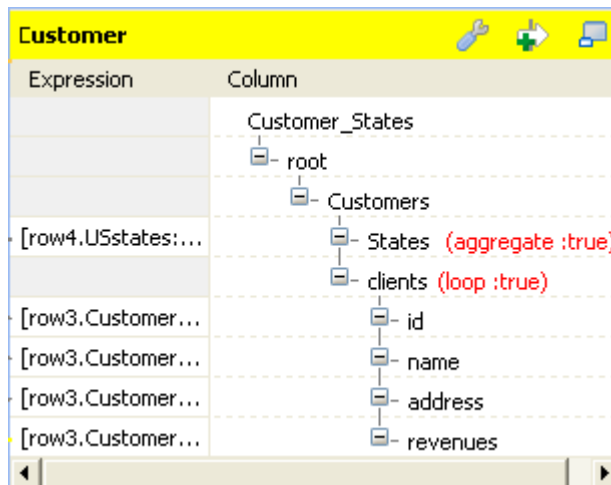 Customer
Expression Column
Customer_States
root
Customers
[row4.USstates:... States (aggregate :true)
clients (loop :true)
[row3.Customer... id
[row3.Customer... name
[row3.Customer... address
[row3.Customer... revenues